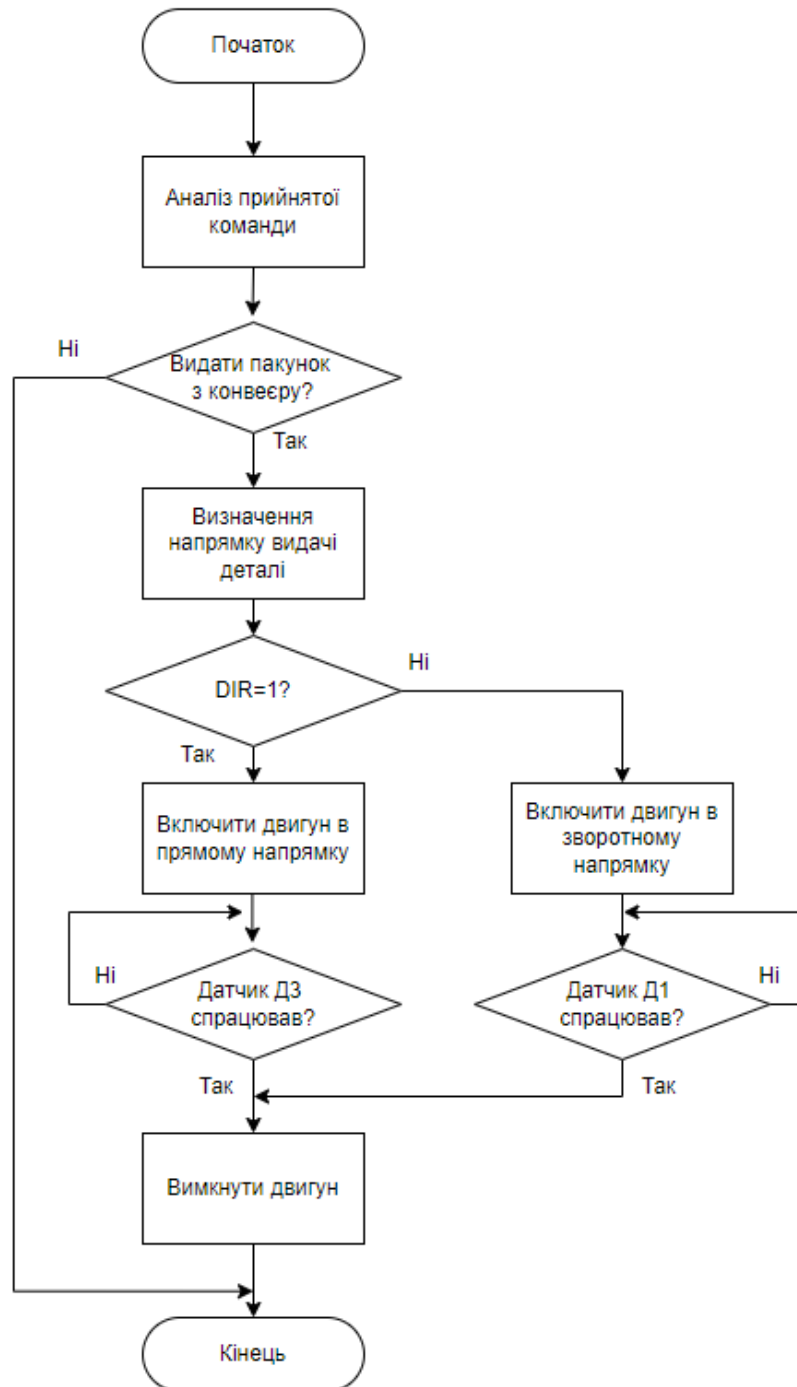 Початок
Аналіз прийнятої
команди
Ні
Видати пакунок
з конвеєру?
Так
Визначення
напрямку видачі
деталі
Ні
DIR=1?
Так
Включити двигун в
прямому напрямку
Включити двигун в
зворотному
напрямку
Ні
Датчик Д3
спрацював?
Датчик Д1
спрацював?
Ні
Так
Так
Вимкнути двигун
Кінець